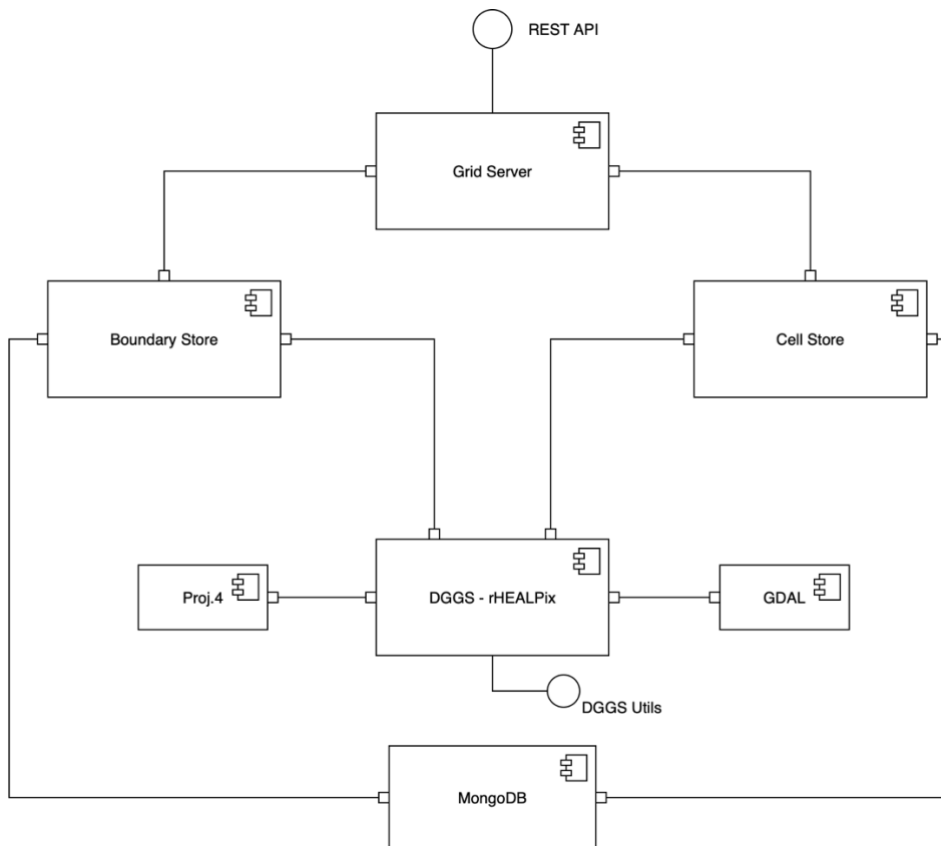 REST API
Grid Server
Boundary Store
Cell Store
Proj.4
DGGS - rHEALPix
GDAL
DGGS Utils
MongoDB